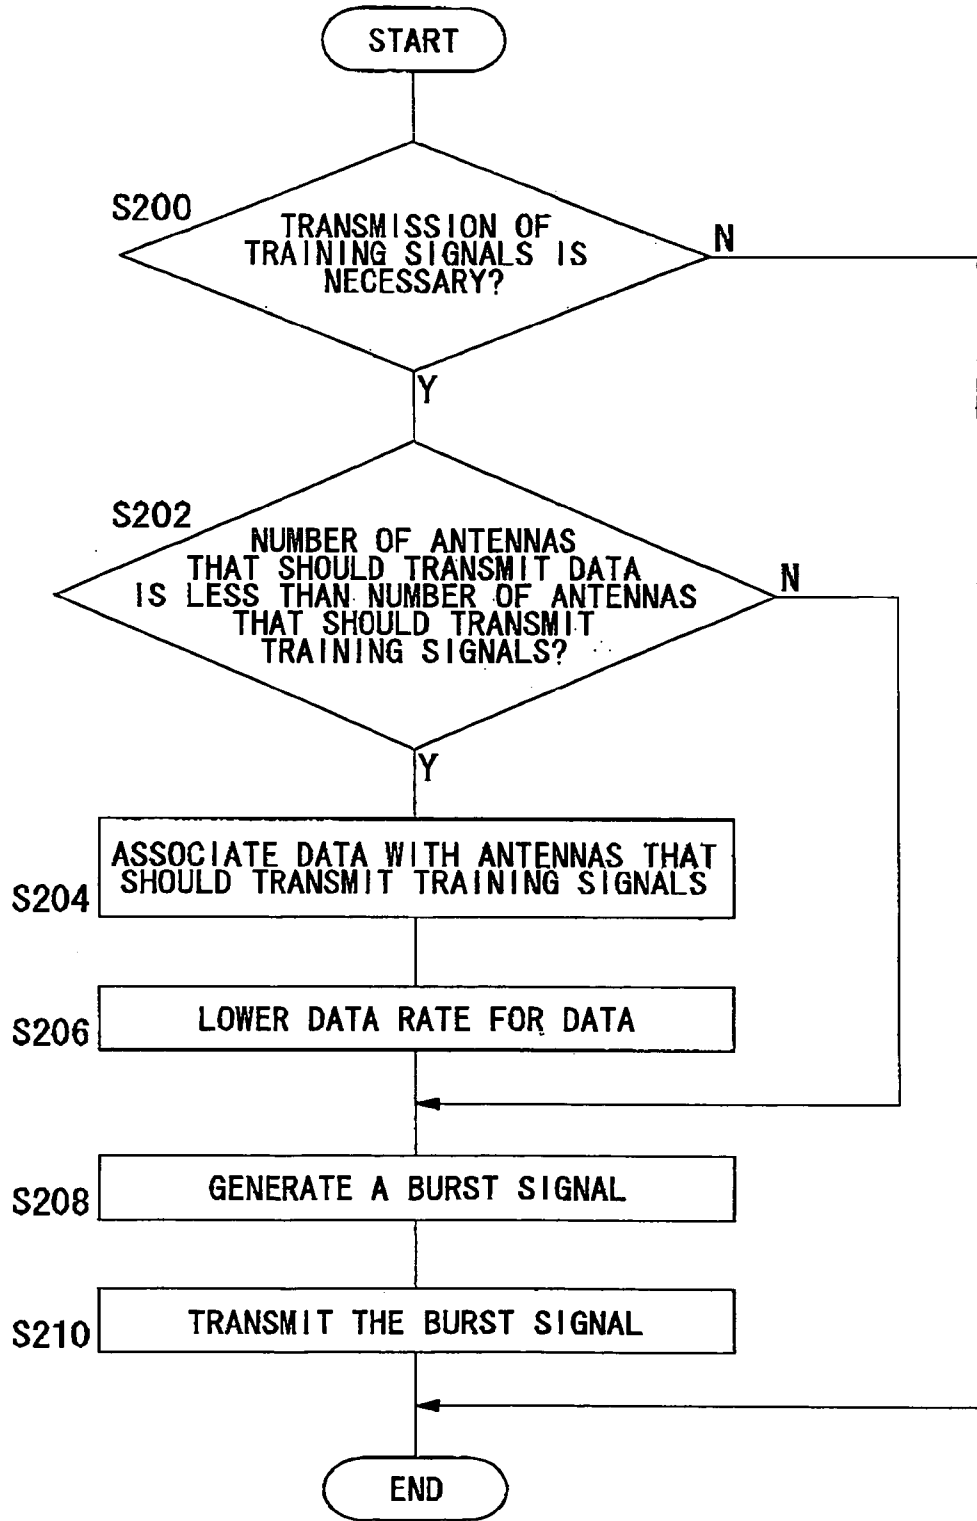 START
S200
TRANSMISSION OF
TRAINING SIGNALS IS
NECESSARY?
N
Y
S202
NUMBER OF ANTENNAS
THAT SHOULD TRANSMIT DATA
IS LESS THAN NUMBER OF ANTENNAS
THAT SHOULD TRANSMIT
TRAINING SIGNALS?
N
Y
ASSOCIATE DATA WITH ANTENNAS THAT
SHOULD TRANSMIT TRAINING SIGNALS
S204
LOWER DATA RATE FOR DATA
S206
GENERATE A BURST SIGNAL
S208
TRANSMIT THE BURST SIGNAL
S210
END